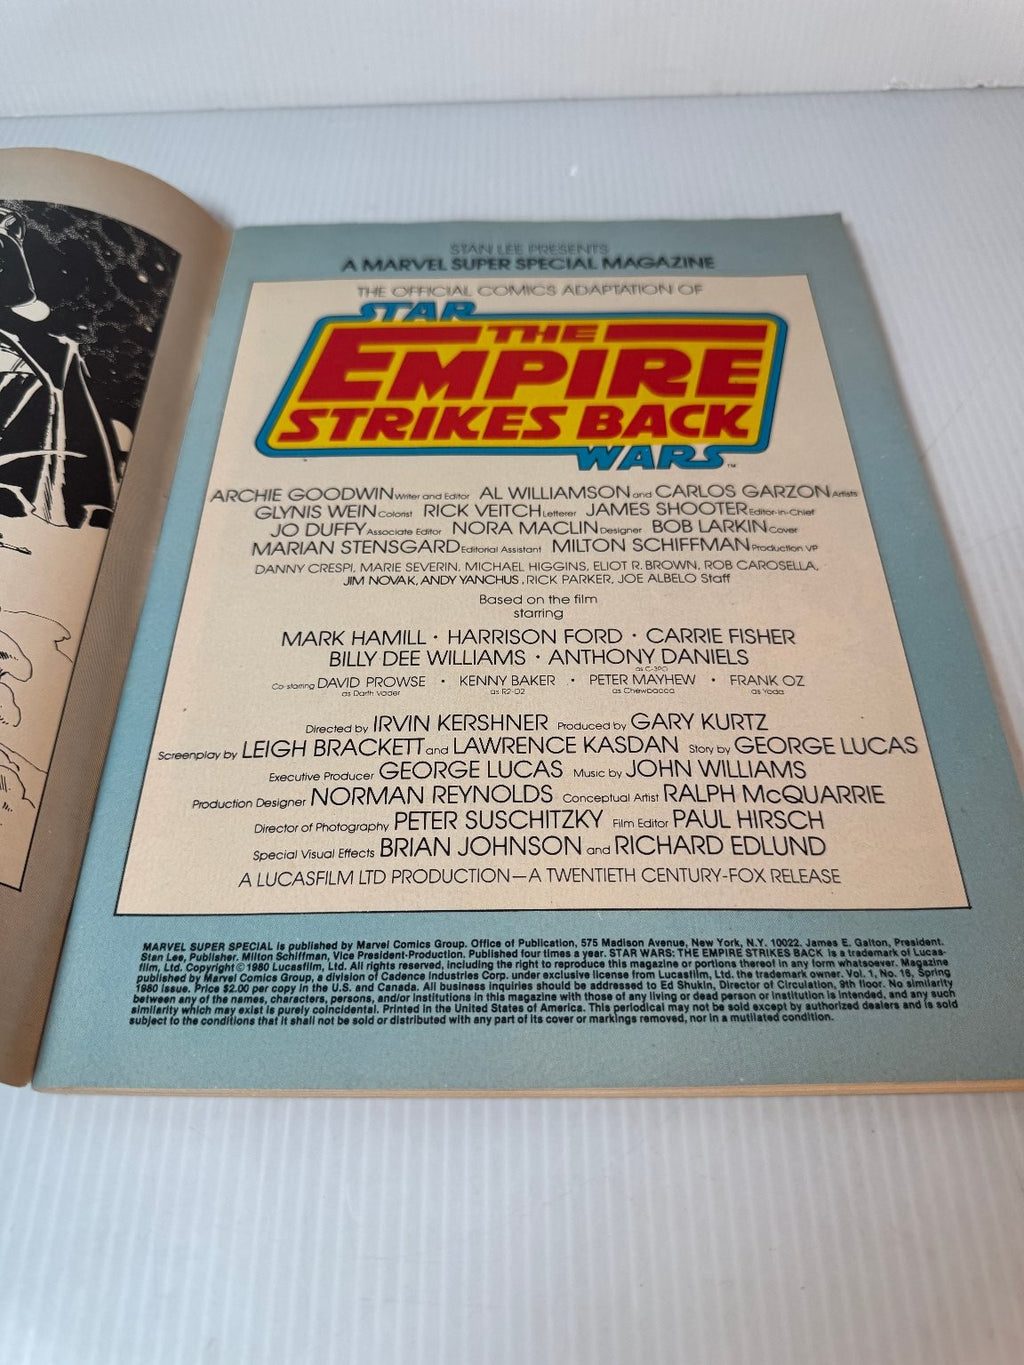 STAN LEE PRESENTS
A MARVEL SUPER SPECIAL MAGAZINE
THE OFFICIAL COMICS ADAPTATION OF
STAR
THE
EMPIRE
STRIKES BACK
WARS™
ARCHIE GOODWIN Writer and Editor AL WILLIAMSON and CARLOS GARZON Artists
GLYNIS WEIN Colorist RICK VEITCH Letterer JAMES SHOOTER Editor-in-Chief
JO DUFFY Associate Editor NORA MACLIN Designer BOB LARKIN Cover
MARIAN STENSGARD Editorial Assistant MILTON SCHIFFMAN Production VP
DANNY CRESPI, MARIE SEVERIN, MICHAEL HIGGINS, ELIOT R. BROWN, ROB CAROSELLA,
JIM NOVAK, ANDY YANCHUS, RICK PARKER, JOE ALBELO Staff
Based on the film
starring
MARK HAMILL · HARRISON FORD · CARRIE FISHER
BILLY DEE WILLIAMS · ANTHONY DANIELS
as C-3PO
Co-starring DAVID PROWSE · KENNY BAKER · PETER MAYHEW · FRANK OZ
as Darth Vader as R2-D2 as Chewbacca as Yoda
Directed by IRVIN KERSHNER Produced by GARY KURTZ
Screenplay by LEIGH BRACKETT and LAWRENCE KASDAN Story by GEORGE LUCAS
Executive Producer GEORGE LUCAS Music by JOHN WILLIAMS
Production Designer NORMAN REYNOLDS Conceptual Artist RALPH McQUARRIE
Director of Photography PETER SUSCHITZKY Film Editor PAUL HIRSCH
Special Visual Effects BRIAN JOHNSON and RICHARD EDLUND
A LUCASFILM LTD PRODUCTION—A TWENTIETH CENTURY-FOX RELEASE
MARVEL SUPER SPECIAL is published by Marvel Comics Group. Office of Publication, 575 Madison Avenue, New York, N.Y. 10022. James E. Galton, President.
Stan Lee, Publisher. Milton Schiffman, Vice President-Production. Published four times a year. STAR WARS: THE EMPIRE STRIKES BACK is a trademark of Lucas-
film, Ltd. Copyright © 1980 Lucasfilm, Ltd. All rights reserved, including the right to reproduce this magazine or portions thereof in any form whatsoever. Magazine
published by Marvel Comics Group, a division of Cadence Industries Corp. under exclusive license from Lucasfilm, Ltd. the trademark owner. Vol. 1, No. 16, Spring
1980 issue. Price $2.00 per copy in the U.S. and Canada. All business inquiries should be addressed to Ed Shukin, Director of Circulation, 9th floor. No similarity
between any of the names, characters, persons, and/or institutions in this magazine with those of any living or dead person or institution is intended, and any such
similarity which may exist is purely coincidental. Printed in the United States of America. This periodical may not be sold except by authorized dealers and is sold
subject to the conditions that it shall not be sold or distributed with any part of its cover or markings removed, nor in a mutilated condition.